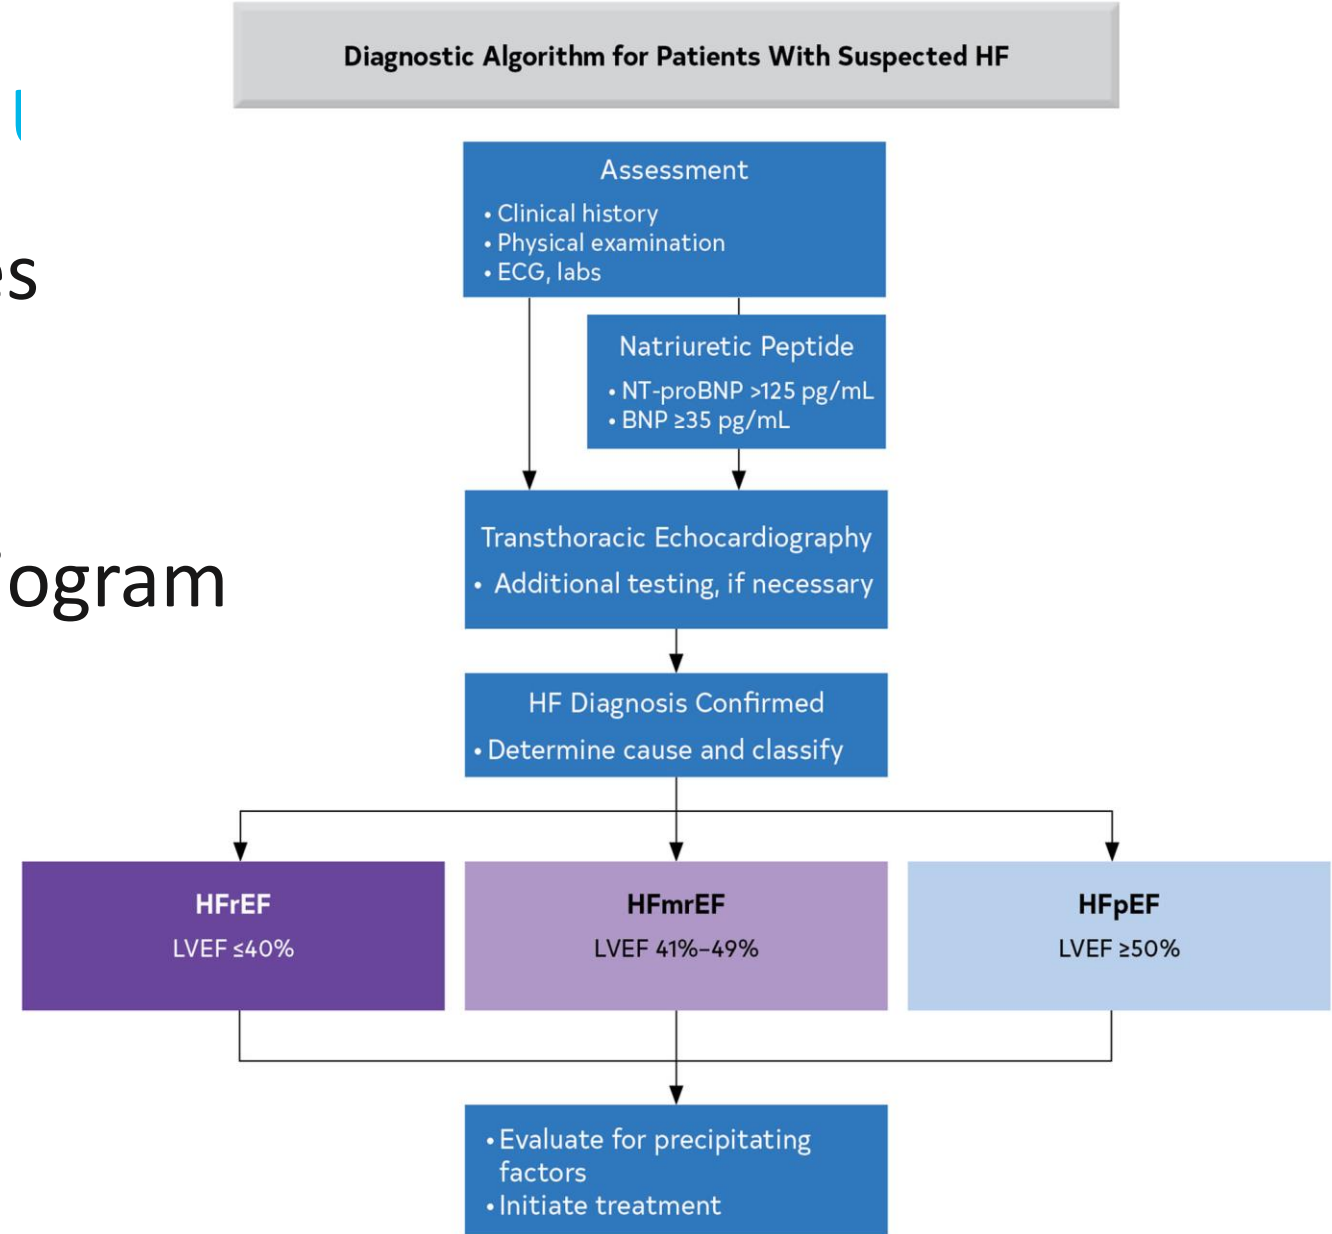 Diagnostic Algorithm for Patients With Suspected HF
Assessment
• Clinical history
• Physical examination
• ECG, labs
es
Natriuretic Peptide
• NT-proBNP >125 pg/mL
• BNP ≥35 pg/mL
Transthoracic Echocardiography
• Additional testing, if necessary
ogram
HF Diagnosis Confirmed
• Determine cause and classify
HFrEF
LVEF ≤40%
HFmrEF
LVEF 41%–49%
HFpEF
LVEF ≥50%
• Evaluate for precipitating
factors
• Initiate treatment